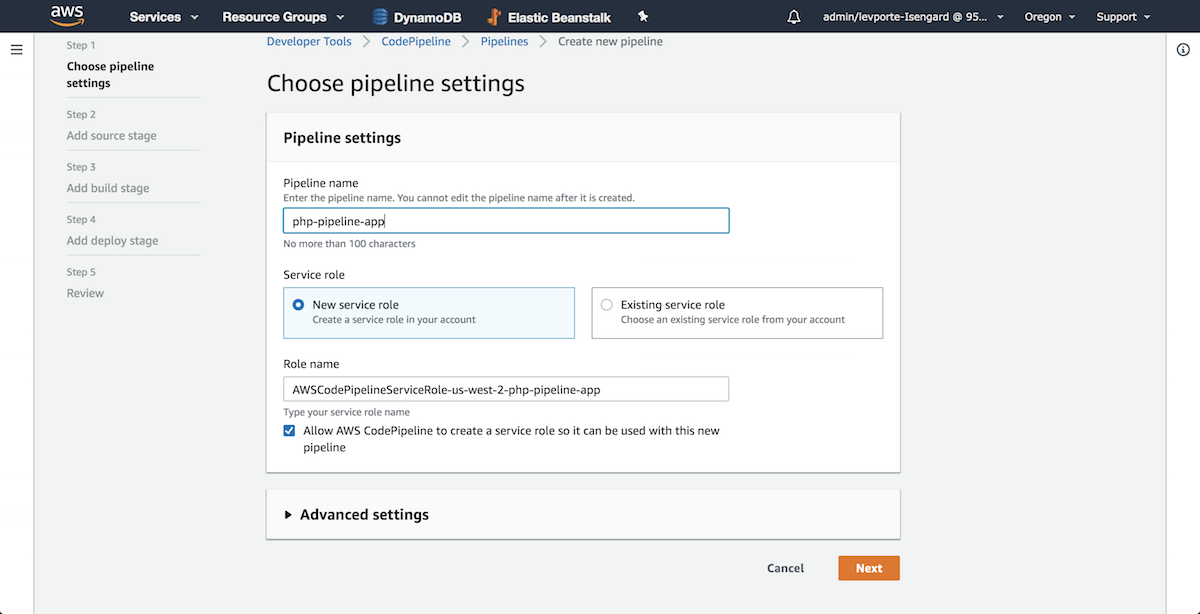 aws Services Resource Groups DynamoDB Elastic Beanstalk admin/levporte-Isengard @ 95... Oregon Support
Developer Tools CodePipeline Pipelines Create new pipeline
Step 1
Choose pipeline
settings
Step 2
Add source stage
Step 3
Add build stage
Step 4
Add deploy stage
Step 5
Review
Choose pipeline settings
Pipeline settings
Pipeline name
Enter the pipeline name. You cannot edit the pipeline name after it is created.
php-pipeline-app
No more than 100 characters
Service role
New service role
Create a service role in your account
Existing service role
Choose an existing service role from your account
Role name
AWSCodePipelineServiceRole-us-west-2-php-pipeline-app
Type your service role name
Allow AWS CodePipeline to create a service role so it can be used with this new
pipeline
Advanced settings
Cancel Next